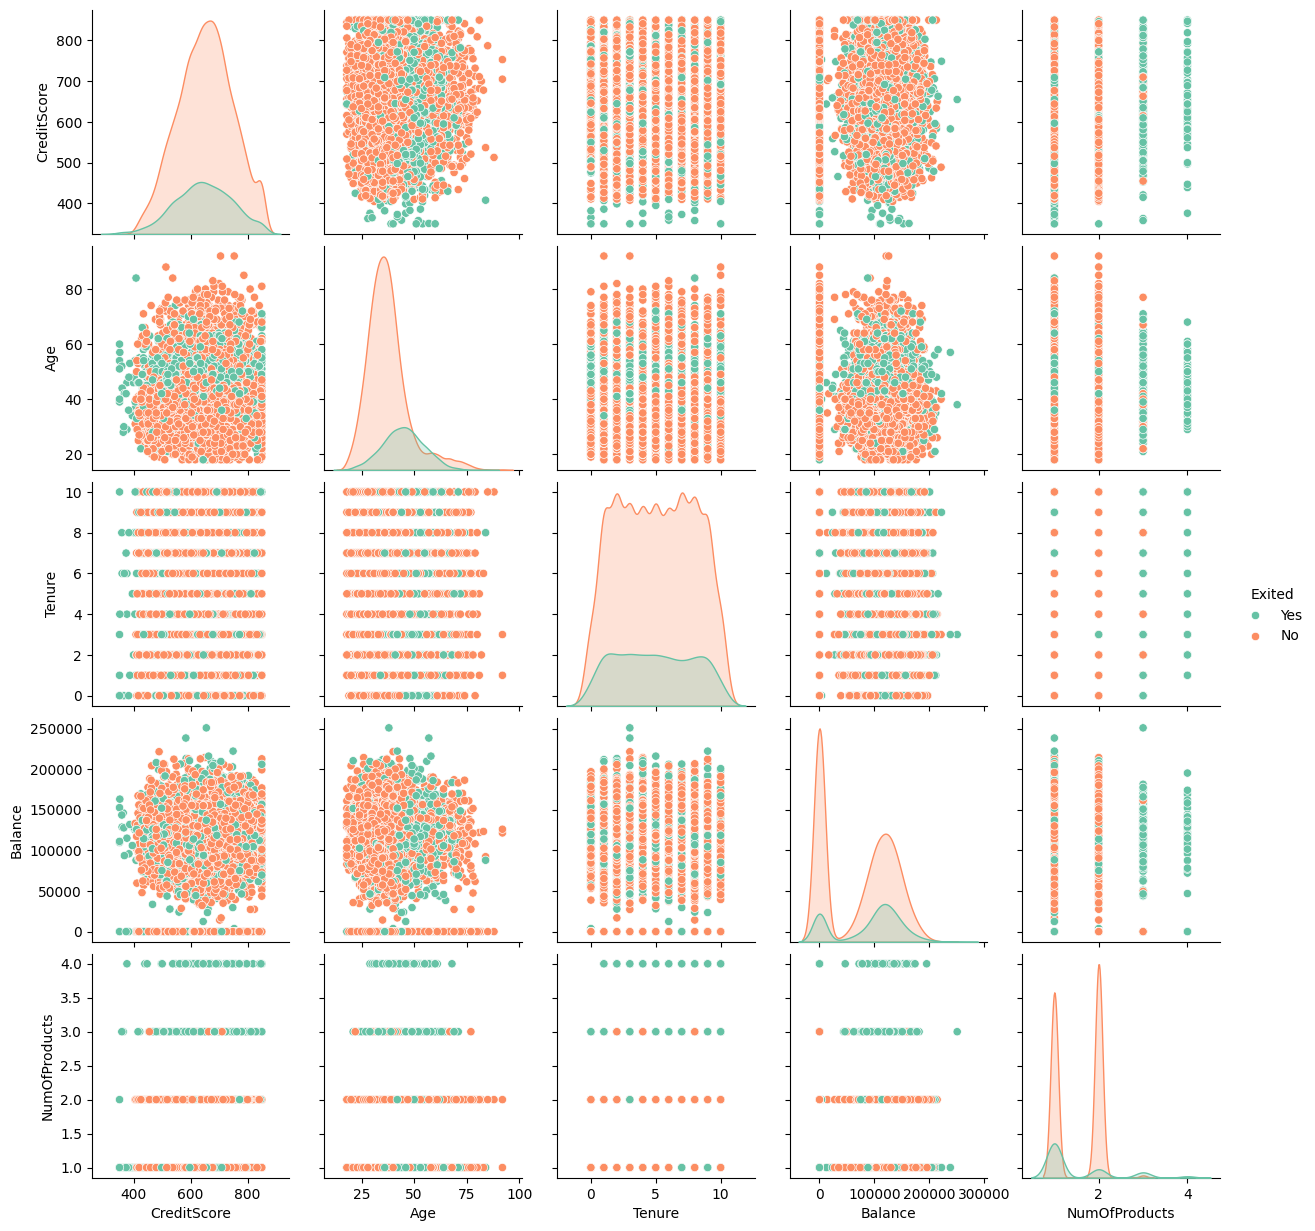 800
700
600
500
400
CreditScore
80
60
40
20
Age
10
8
6
4
2
0
Tenure
Exited
Yes
No
250000
200000
150000
100000
50000
0
Balance
4.0
3.5
3.0
2.5
2.0
1.5
1.0
NumOfProducts
400 600 800
25 50 75 100
0 5 10
0 100000 200000 300000
2 4
CreditScore Age Tenure Balance NumOfProducts